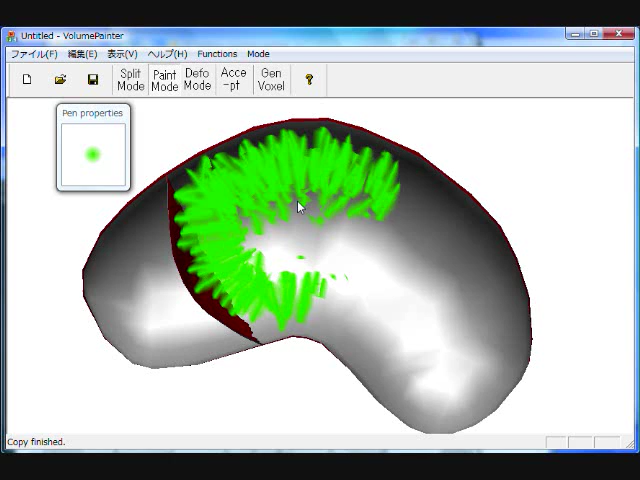 Untitled - VolumePainter
ファイル(F) 編集(E) 表示(V) ヘルプ(H) Functions Mode
Split Mode
Paint Mode
Defo Mode
Acce -pt
Gen Voxel
?
Pen properties
Copy finished.